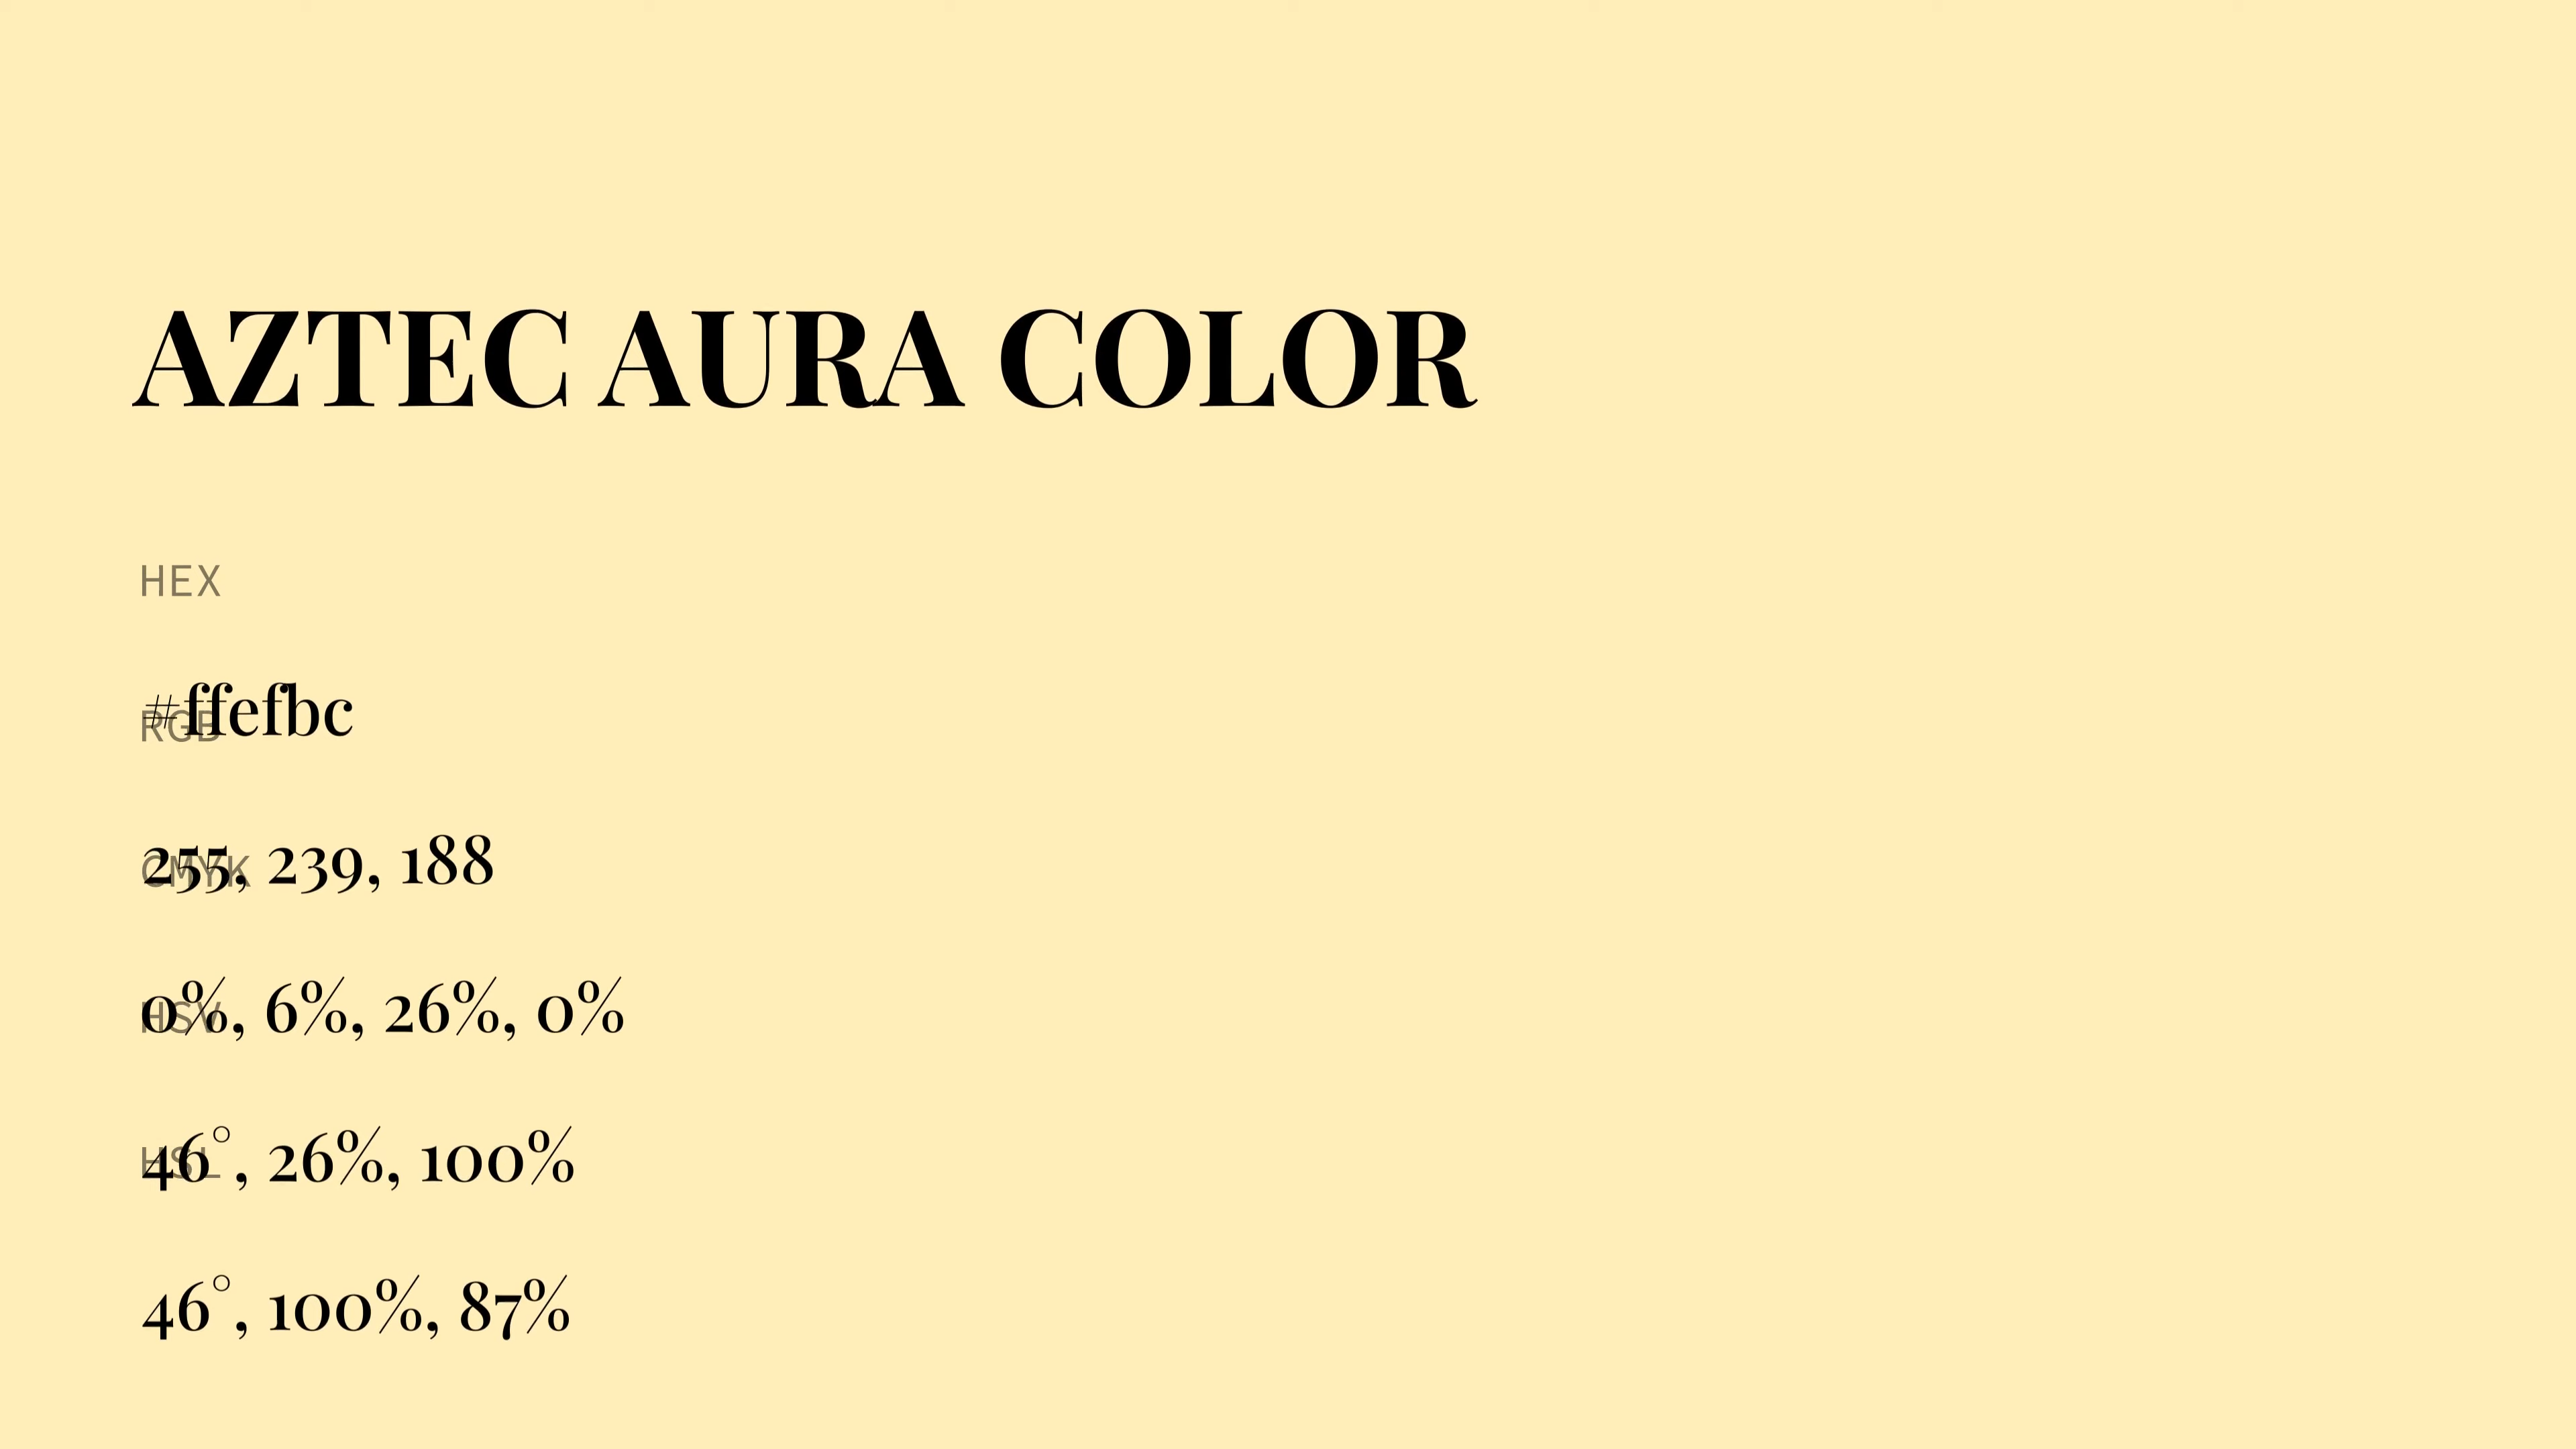 AZTEC AURA COLOR
HEX
#ffefbc
RGB
255, 239, 188
CMYK
0%, 6%, 26%, 0%
HSV
46°, 26%, 100%
HSL
46°, 100%, 87%